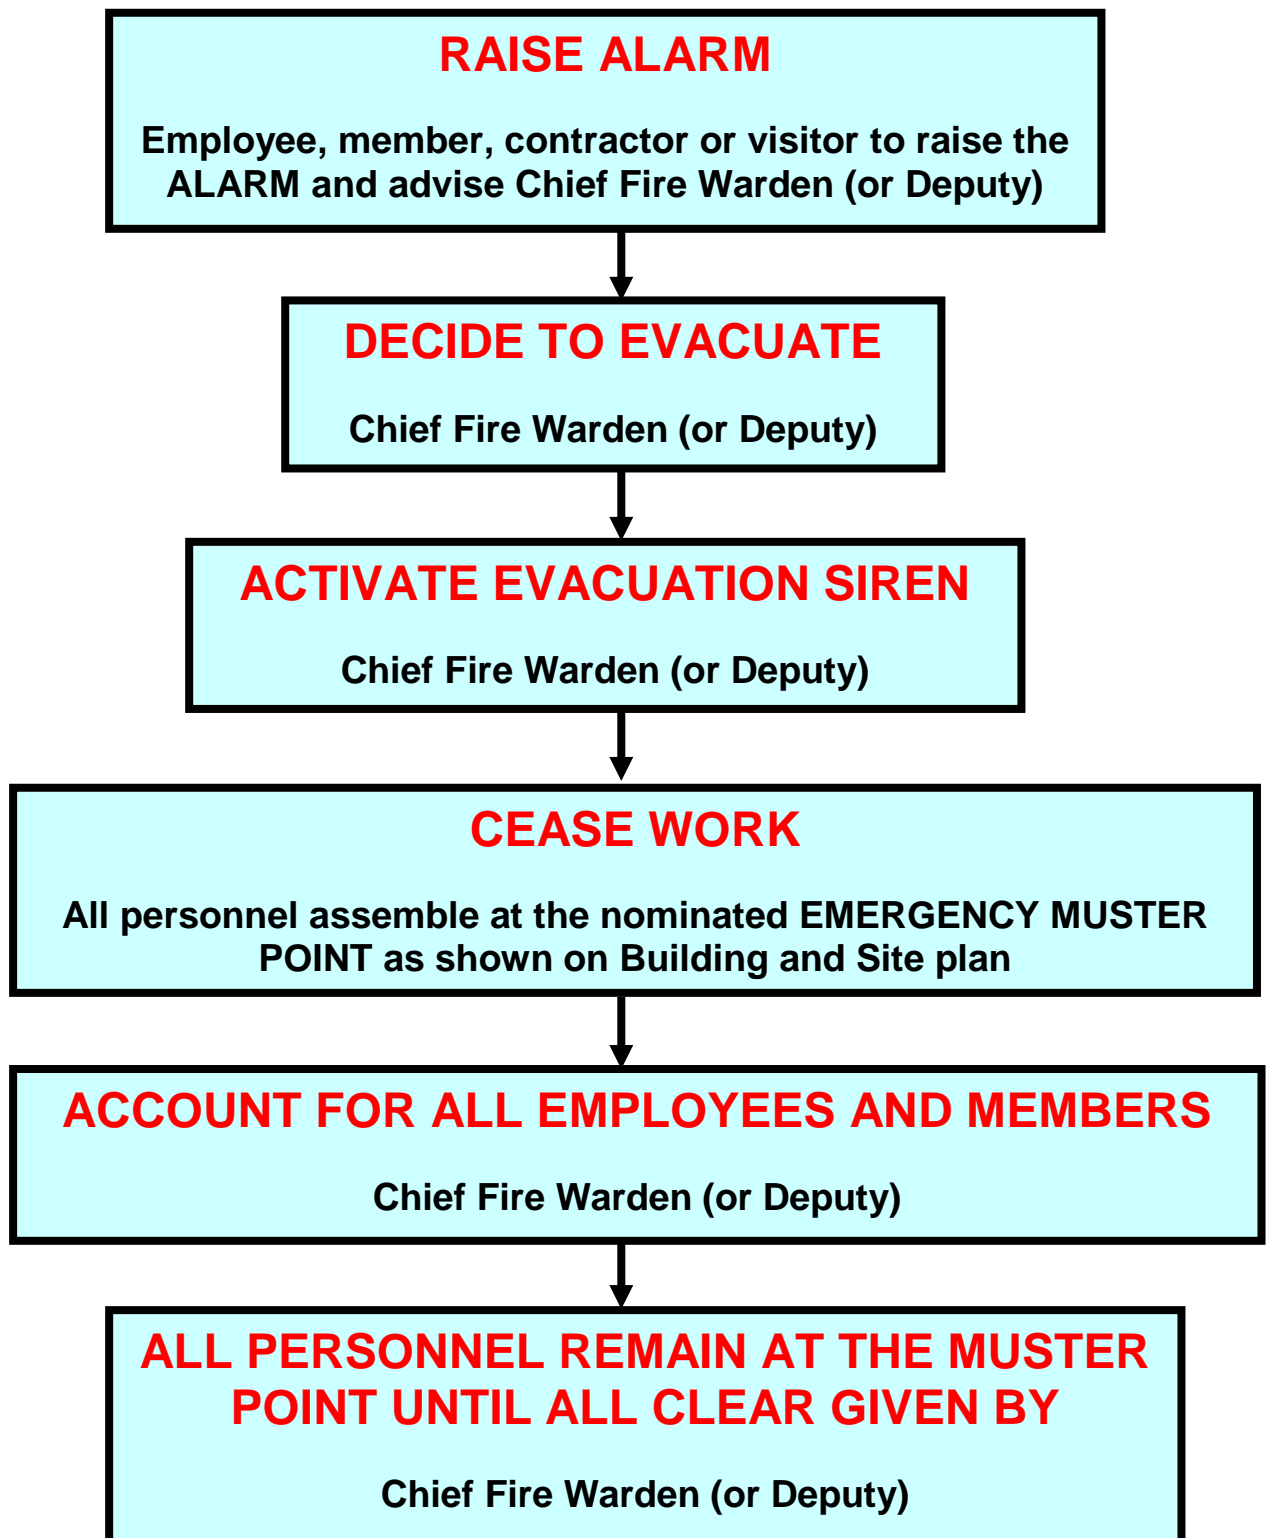 RAISE ALARM
Employee, member, contractor or visitor to raise the
ALARM and advise Chief Fire Warden (or Deputy)
DECIDE TO EVACUATE
Chief Fire Warden (or Deputy)
ACTIVATE EVACUATION SIREN
Chief Fire Warden (or Deputy)
CEASE WORK
All personnel assemble at the nominated EMERGENCY MUSTER
POINT as shown on Building and Site plan
ACCOUNT FOR ALL EMPLOYEES AND MEMBERS
Chief Fire Warden (or Deputy)
ALL PERSONNEL REMAIN AT THE MUSTER
POINT UNTIL ALL CLEAR GIVEN BY
Chief Fire Warden (or Deputy)